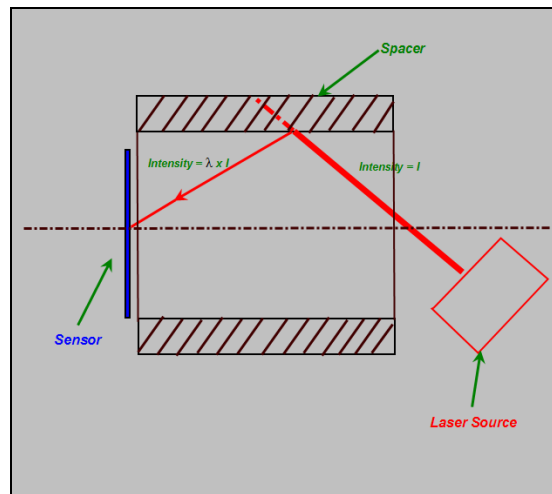 Spacer
Intensity = λ x I
Intensity = I
Sensor
Laser Source